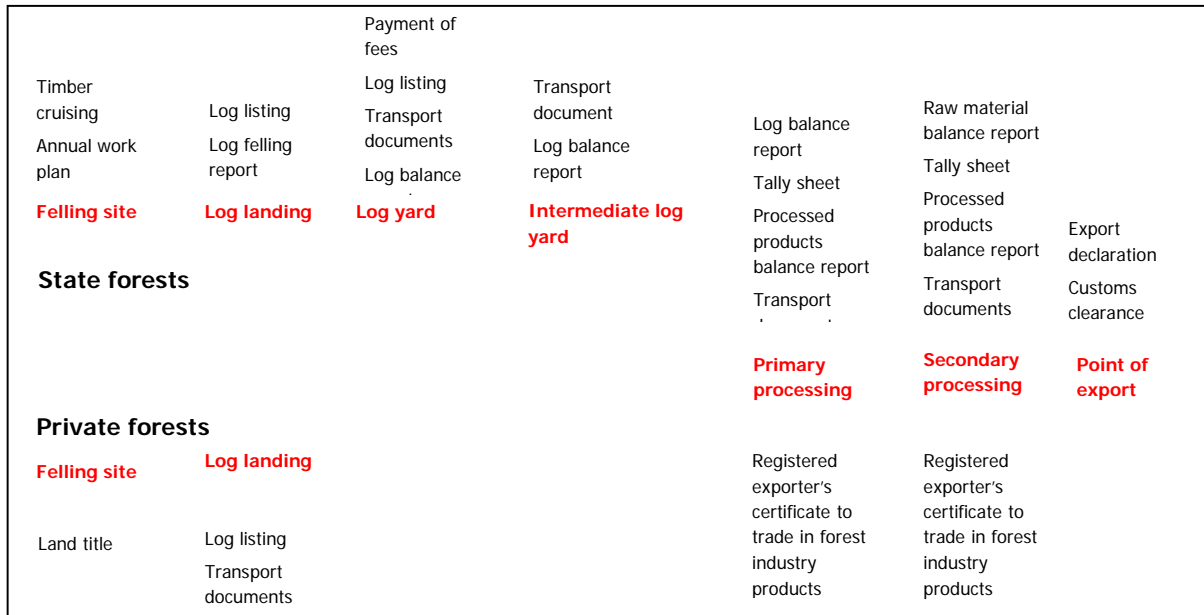 Timber
cruising
Annual work
plan
Felling site
Log listing
Log felling
report
Log landing
Payment of
fees
Log listing
Transport
documents
Log balance
Log yard
Transport
document
Log balance
report
Intermediate log
yard
State forests
Log balance
report
Tally sheet
Processed
products
balance report
Transport
Primary
processing
Raw material
balance report
Tally sheet
Processed
products
balance report
Transport
documents
Secondary
processing
Export
declaration
Customs
clearance
Point of
export
Private forests
Felling site
Land title
Log landing
Log listing
Transport
documents
Registered
exporter's
certificate to
trade in forest
industry
products
Registered
exporter's
certificate to
trade in forest
industry
products